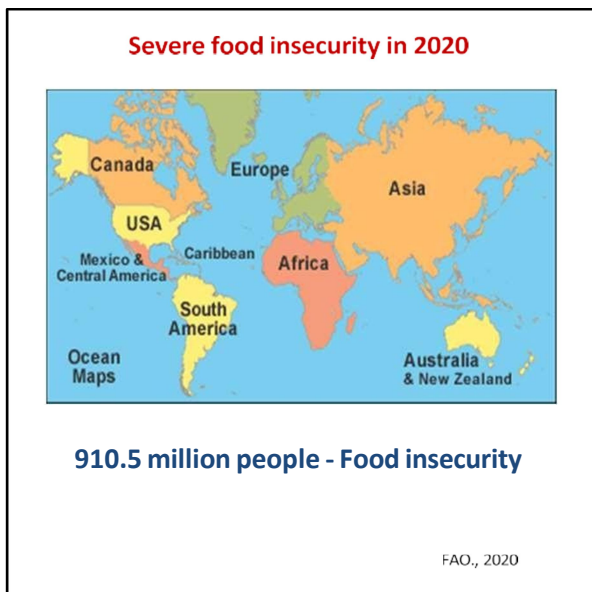 Severe food insecurity in 2020
Canada
Europe
Asia
USA
Mexico &
Central America
Caribbean
Africa
South
America
Ocean
Maps
Australia
& New Zealand
910.5 million people - Food insecurity
FAO., 2020